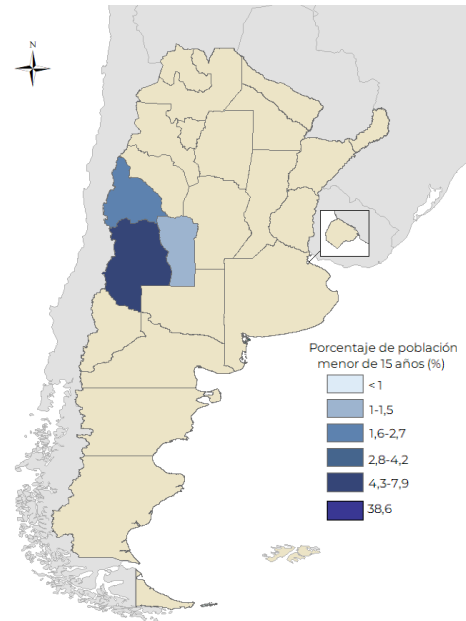 N
Porcentaje de población
menor de 15 años (%)
< 1
1-1,5
1,6-2,7
2,8-4,2
4,3-7,9
38,6